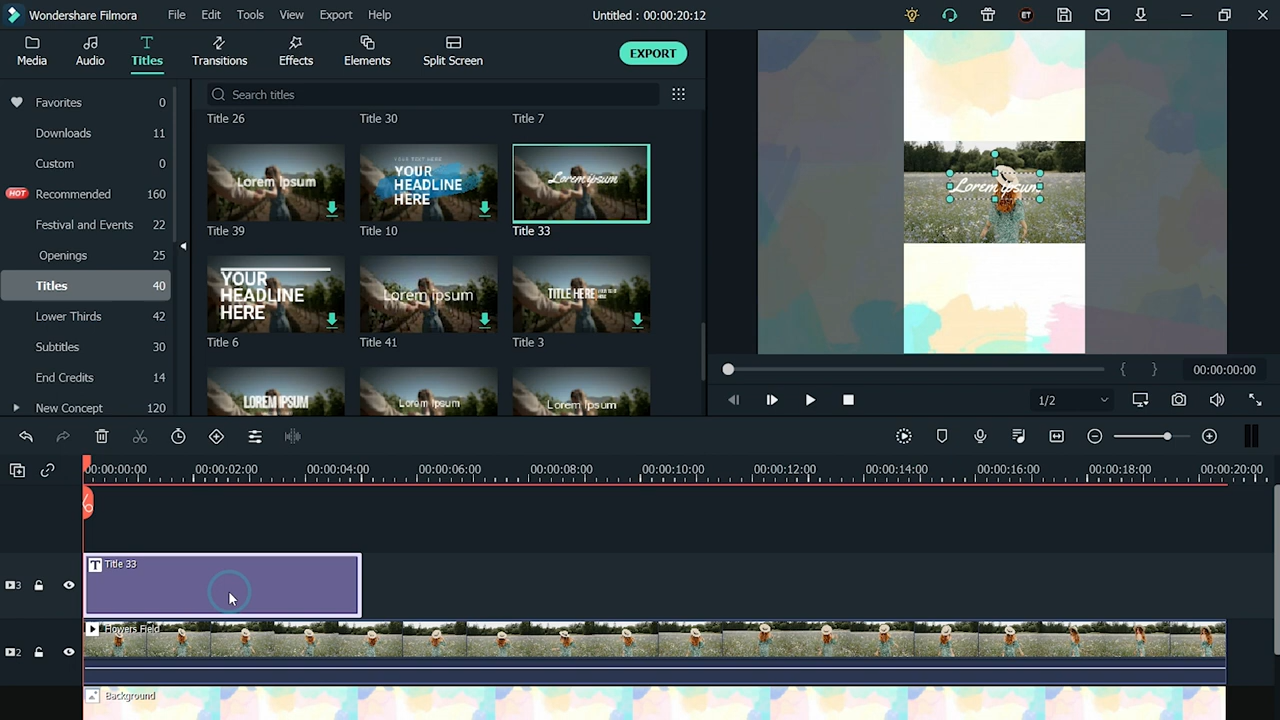 Wondershare Filmora File Edit Tools View Export Help Untitled : 00:00:20:12 ET
Media Audio Titles Transitions Effects Elements Split Screen EXPORT
Favorites 0
Downloads 11
Custom 0
HOT Recommended 160
Festival and Events 22
Openings 25
Titles 40
Lower Thirds 42
Subtitles 30
End Credits 14
New Concept 120
Search titles
Title 26 Title 30 Title 7
Lorem Ipsum
YOUR TEXT HERE
YOUR
HEADLINE
HERE
Lorem ipsum
Title 39 Title 10 Title 33
YOUR
HEADLINE
HERE
Lorem ipsum
TITLE HERE
Title 6 Title 41 Title 3
LOREM IPSUM Lorem ipsum Lorem ipsum
Lorem ipsum
{ } 00:00:00:00
1/2
00:00:00:00 00:00:02:00 00:00:04:00 00:00:06:00 00:00:08:00 00:00:10:00 00:00:12:00 00:00:14:00 00:00:16:00 00:00:18:00 00:00:20:00
T Title 33
3
Flowers Field
2
Background